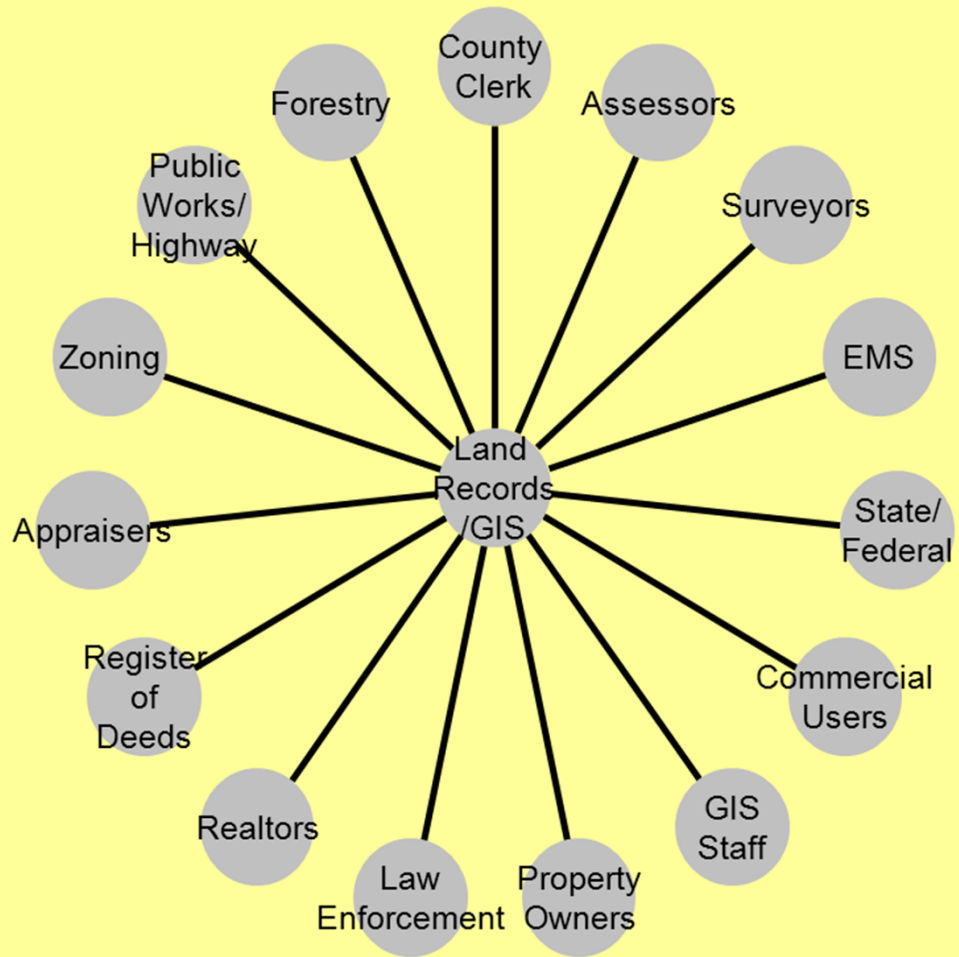 County
Clerk
Forestry
Assessors
Public
Works/
Highway
Surveyors
Zoning
EMS
Land
Records
/GIS
Appraisers
State/
Federal
Register
of
Deeds
Commercial
Users
Realtors
GIS
Staff
Law
Enforcement
Property
Owners